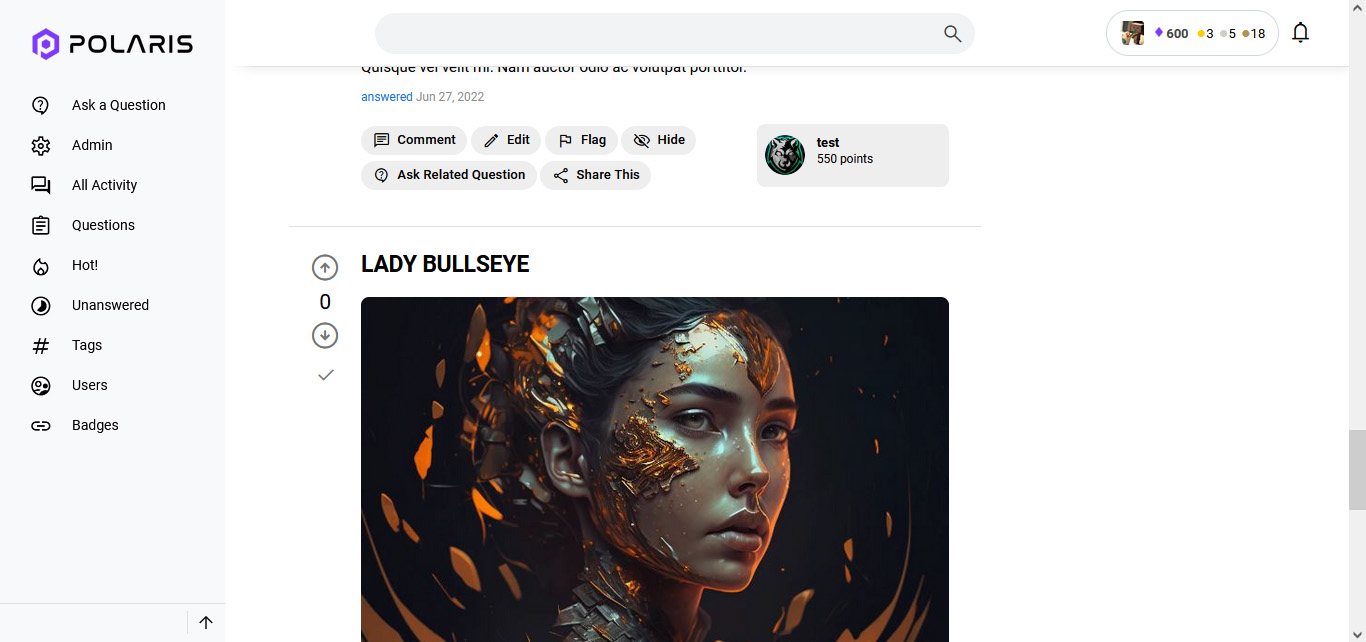 POLARIS
600 3 5 18
Ask a Question
Admin
All Activity
Questions
Hot!
Unanswered
Tags
Users
Badges
Quisque vel velit mi. Nam auctor odio ac volutpat porttitor.
answered Jun 27, 2022
Comment Edit Flag Hide
Ask Related Question Share This
test
550 points
0
LADY BULLSEYE